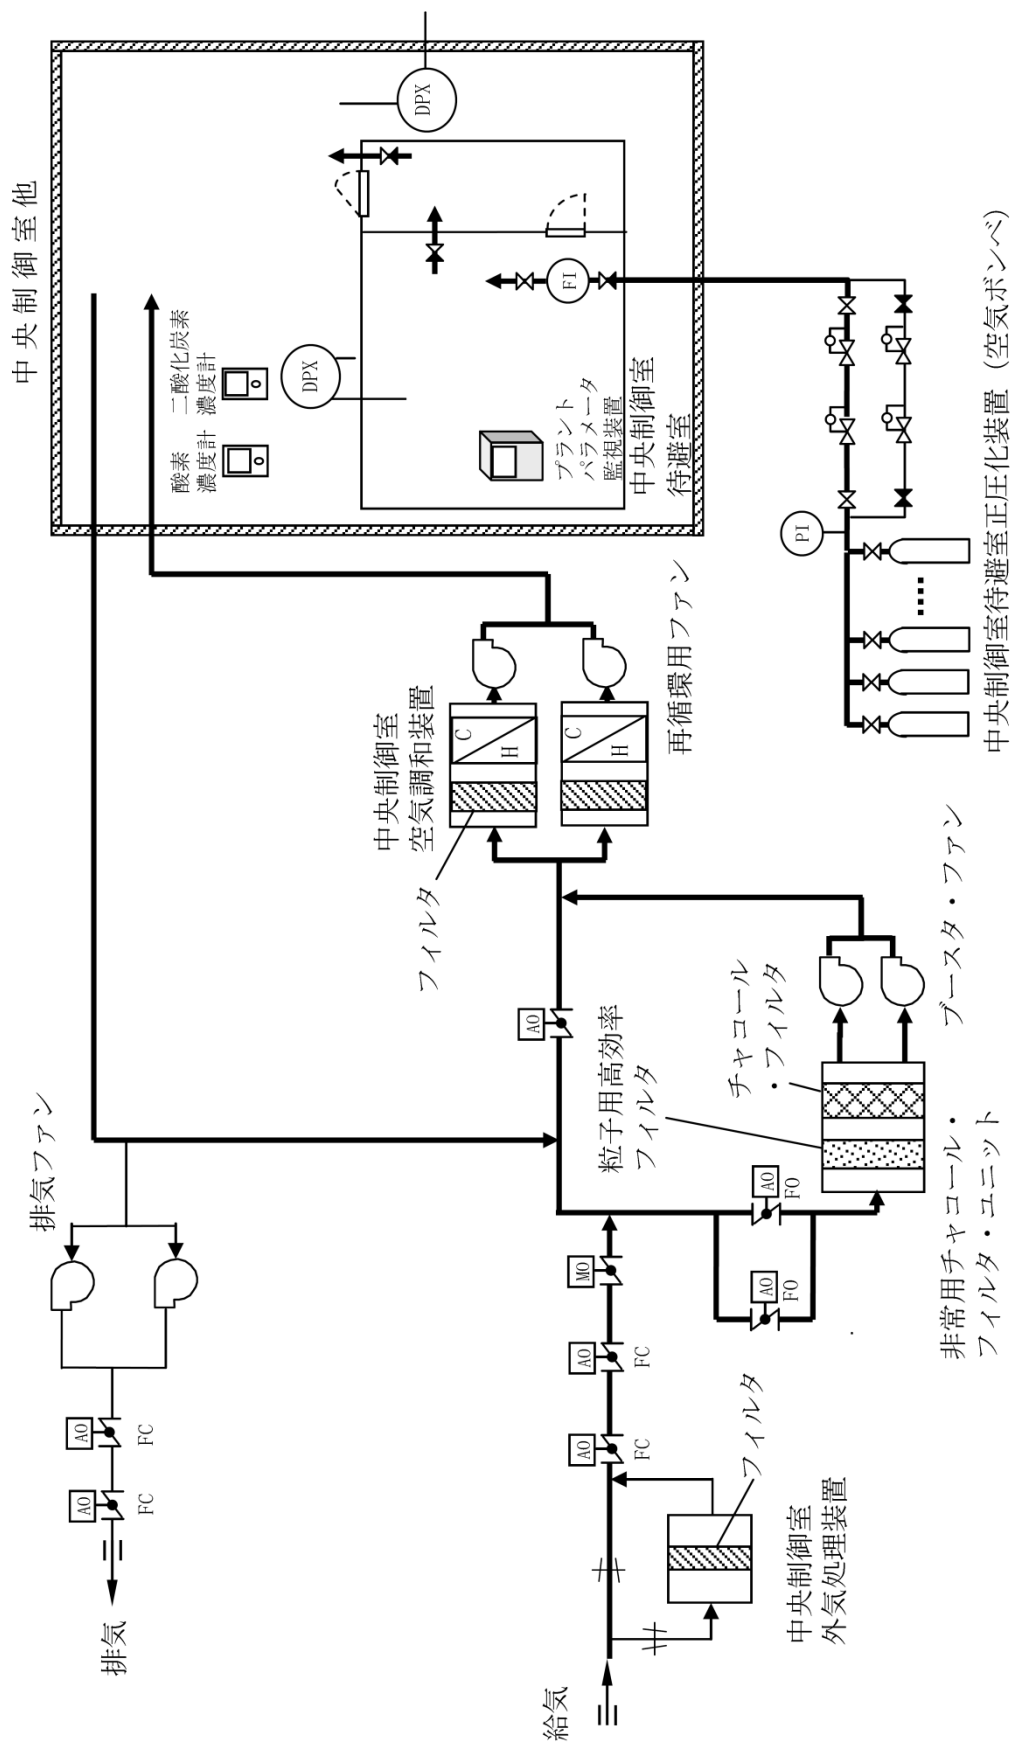 中央制御室他
DPX
酸素
濃度計
二酸化炭素
濃度計
DPX
FI
プラント
パラメータ
監視装置
中央制御室
待避室
PI
中央制御室待避室正圧化装置（空気ボンベ）
中央制御室
空気調和装置
フィルタ
C
H
C
H
再循環用ファン
AO
粒子用高効率
フィルタ
チャコール
・フィルタ
ブースタ・ファン
非常用チャコール・
フィルタ・ユニット
AO
FO
AO
FO
排気ファン
AO
FC
AO
FC
排気
MO
AO
FC
AO
FC
フィルタ
中央制御室
外気処理装置
給気